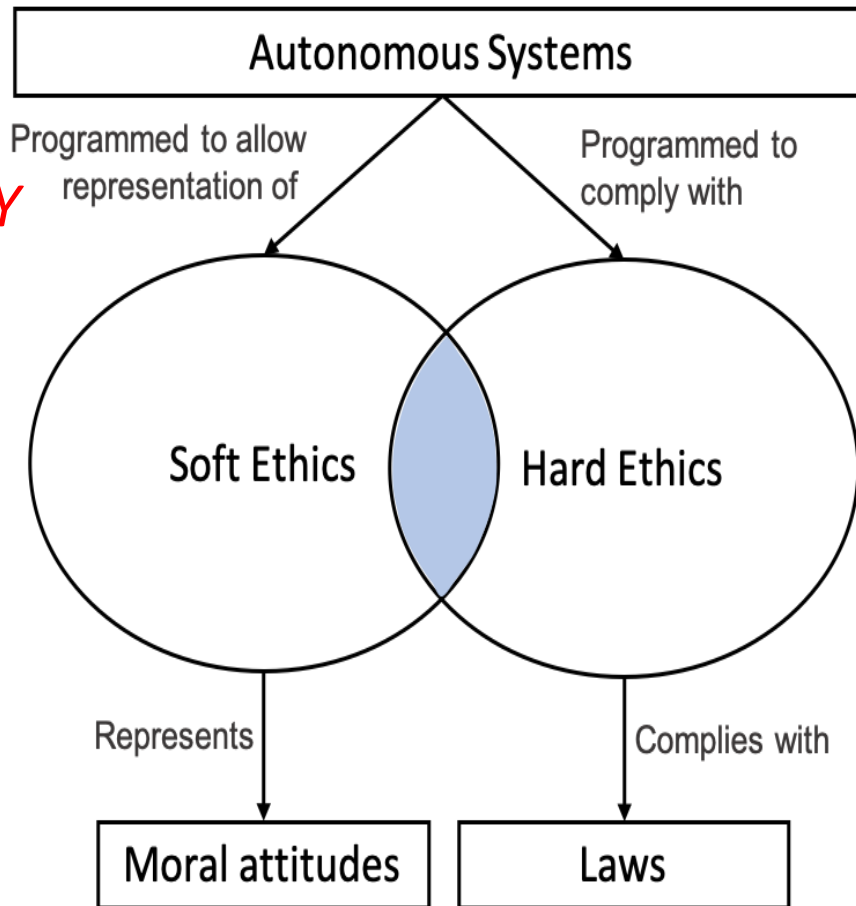 Autonomous Systems
Programmed to allow
representation of
Programmed to
comply with
Y
Soft Ethics
Hard Ethics
Represents
Complies with
Moral attitudes
Laws